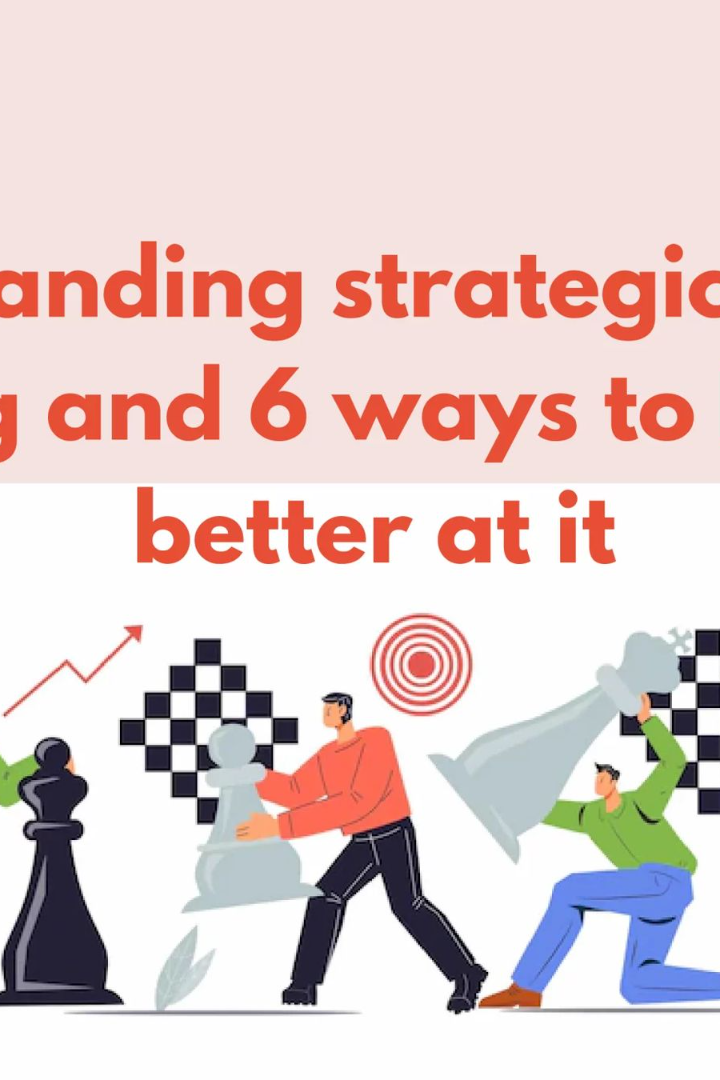 anding strategic
g and 6 ways to
better at it